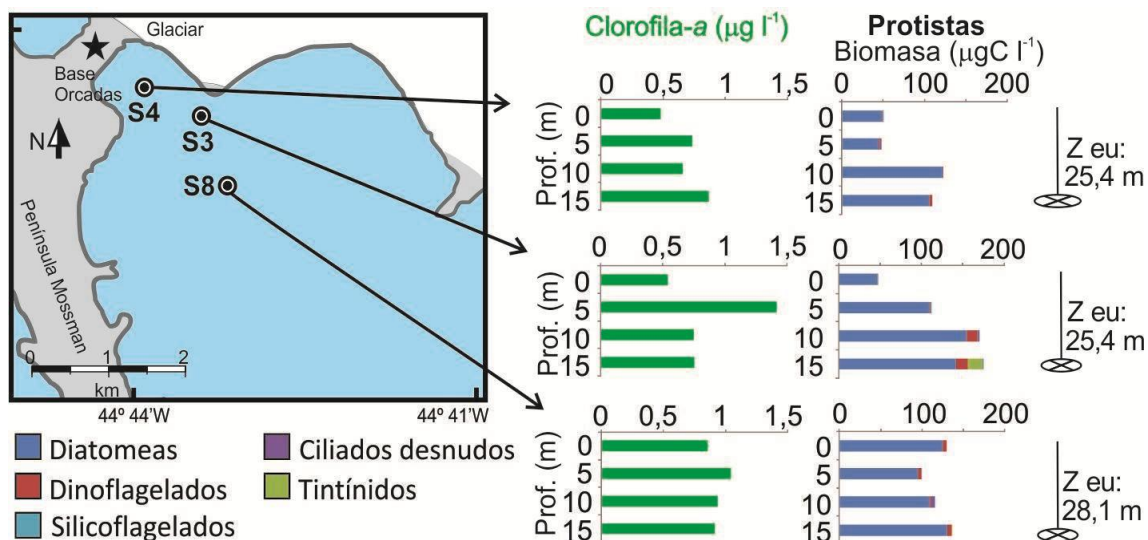 Glaciar
Base
Orcadas
S4
N
S3
S8
Península Mossman
0 1 2
km
44º 44'W 44º 41'W
Diatomeas
Dinoflagelados
Silicoflagelados
Ciliados desnudos
Tintínidos
Clorofila-a (µg l⁻¹)
0 0,5 1 1,5
Prof. (m)
0
5
10
15
Protistas
Biomasa (µgC l⁻¹)
0 100 200
0
5
10
15
Z eu:
25,4 m
0 0,5 1 1,5
Prof. (m)
0
5
10
15
0 100 200
0
5
10
15
Z eu:
25,4 m
0 0,5 1 1,5
Prof. (m)
0
5
10
15
0 100 200
0
5
10
15
Z eu:
28,1 m